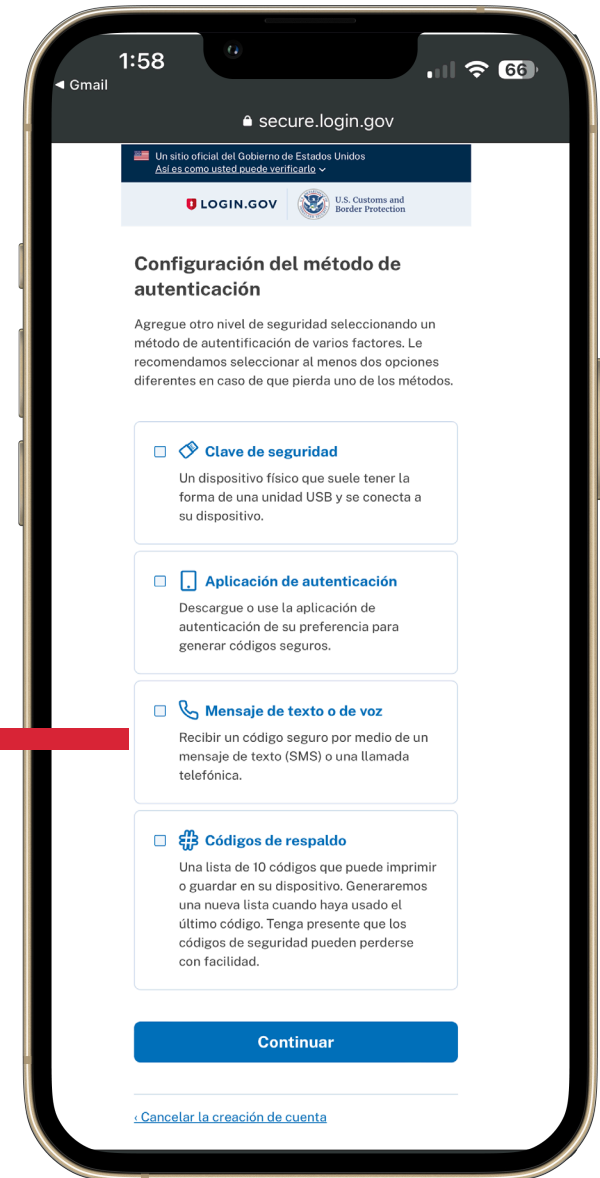 1:58
◀ Gmail
66
secure.login.gov
Un sitio oficial del Gobierno de Estados Unidos
Así es como usted puede verificarlo
LOGIN.GOV
U.S. Customs and
Border Protection
Configuración del método de
autenticación
Agregue otro nivel de seguridad seleccionando un
método de autentificación de varios factores. Le
recomendamos seleccionar al menos dos opciones
diferentes en caso de que pierda uno de los métodos.
Clave de seguridad
Un dispositivo físico que suele tener la
forma de una unidad USB y se conecta a
su dispositivo.
Aplicación de autenticación
Descargue o use la aplicación de
autenticación de su preferencia para
generar códigos seguros.
Mensaje de texto o de voz
Recibir un código seguro por medio de un
mensaje de texto (SMS) o una llamada
telefónica.
Códigos de respaldo
Una lista de 10 códigos que puede imprimir
o guardar en su dispositivo. Generaremos
una nueva lista cuando haya usado el
último código. Tenga presente que los
códigos de seguridad pueden perderse
con facilidad.
Continuar
‹ Cancelar la creación de cuenta